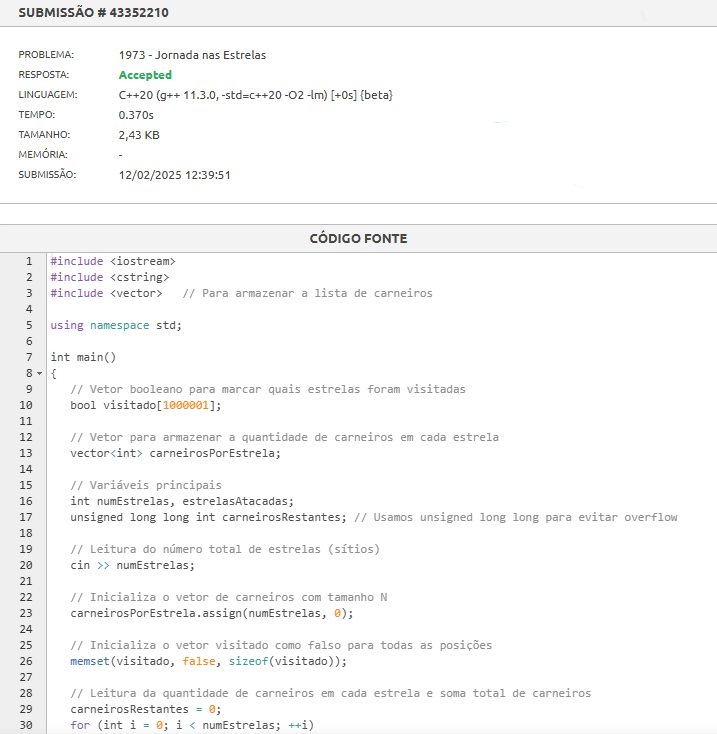 SUBMISSÃO # 43352210
PROBLEMA: 1973 - Jornada nas Estrelas
RESPOSTA: Accepted
LINGUAGEM: C++20 (g++ 11.3.0, -std=c++20 -O2 -lm) [+0s] {beta}
TEMPO: 0.370s
TAMANHO: 2,43 KB
MEMÓRIA: -
SUBMISSÃO: 12/02/2025 12:39:51
CÓDIGO FONTE
1 #include <iostream>
2 #include <cstring>
3 #include <vector>   // Para armazenar a lista de carneiros
4
5 using namespace std;
6
7 int main()
8 {
9    // Vetor booleano para marcar quais estrelas foram visitadas
10    bool visitado[1000001];
11
12    // Vetor para armazenar a quantidade de carneiros em cada estrela
13    vector<int> carneirosPorEstrela;
14
15    // Variáveis principais
16    int numEstrelas, estrelasAtacadas;
17    unsigned long long int carneirosRestantes; // Usamos unsigned long long para evitar overflow
18
19    // Leitura do número total de estrelas (sítios)
20    cin >> numEstrelas;
21
22    // Inicializa o vetor de carneiros com tamanho N
23    carneirosPorEstrela.assign(numEstrelas, 0);
24
25    // Inicializa o vetor visitado como falso para todas as posições
26    memset(visitado, false, sizeof(visitado));
27
28    // Leitura da quantidade de carneiros em cada estrela e soma total de carneiros
29    carneirosRestantes = 0;
30    for (int i = 0; i < numEstrelas; ++i)